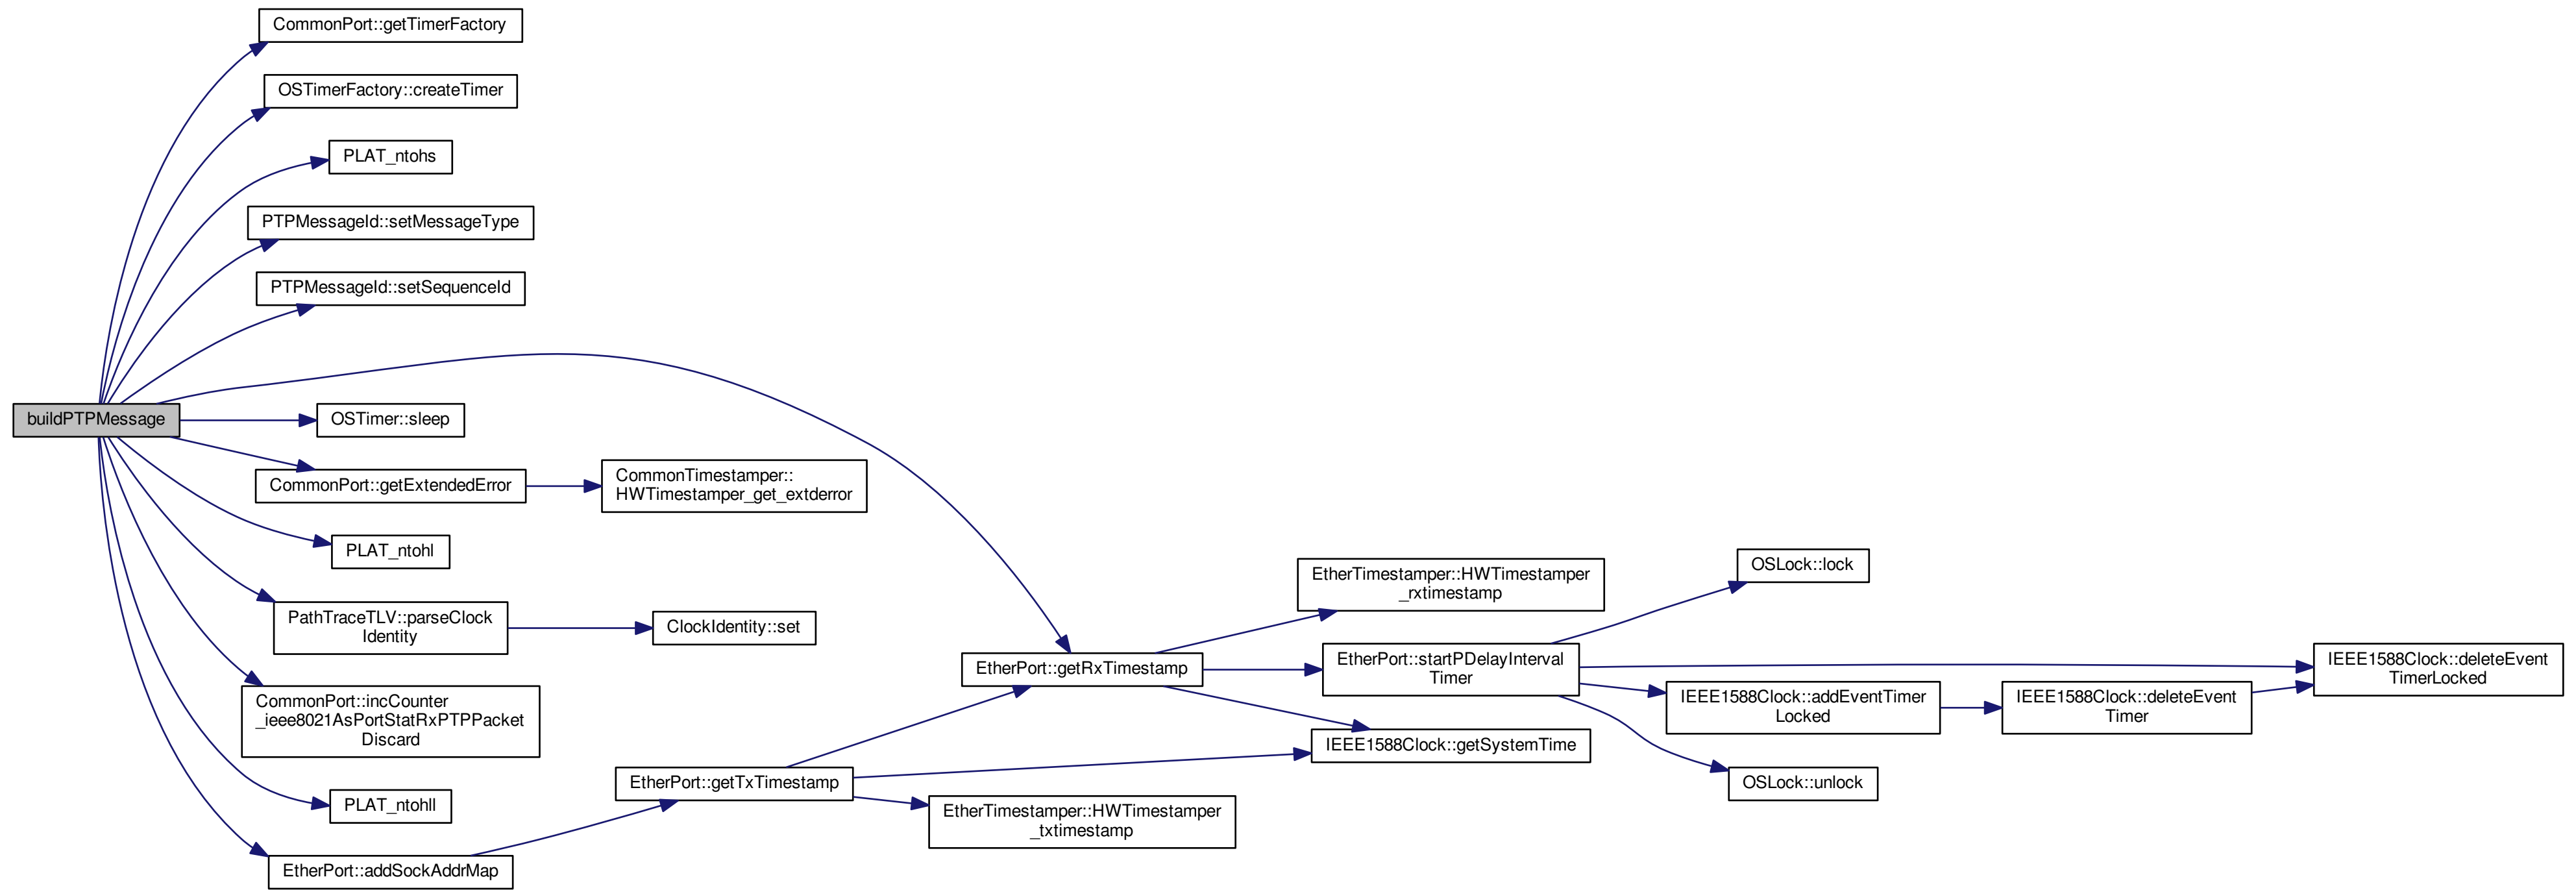 CommonPort::getTimerFactory
OSTimerFactory::createTimer
PLAT_ntohs
PTPMessageId::setMessageType
PTPMessageId::setSequenceId
buildPTPMessage
OSTimer::sleep
CommonPort::getExtendedError
CommonTimestamper::
HWTimestamper_get_extderror
PLAT_ntohl
PathTraceTLV::parseClock
Identity
ClockIdentity::set
CommonPort::incCounter
_ieee8021AsPortStatRxPTPPacket
Discard
PLAT_ntohll
EtherPort::addSockAddrMap
EtherPort::getTxTimestamp
EtherPort::getRxTimestamp
EtherTimestamper::HWTimestamper
_txtimestamp
EtherTimestamper::HWTimestamper
_rxtimestamp
EtherPort::startPDelayInterval
Timer
IEEE1588Clock::getSystemTime
OSLock::lock
IEEE1588Clock::addEventTimer
Locked
OSLock::unlock
IEEE1588Clock::deleteEvent
Timer
IEEE1588Clock::deleteEvent
TimerLocked